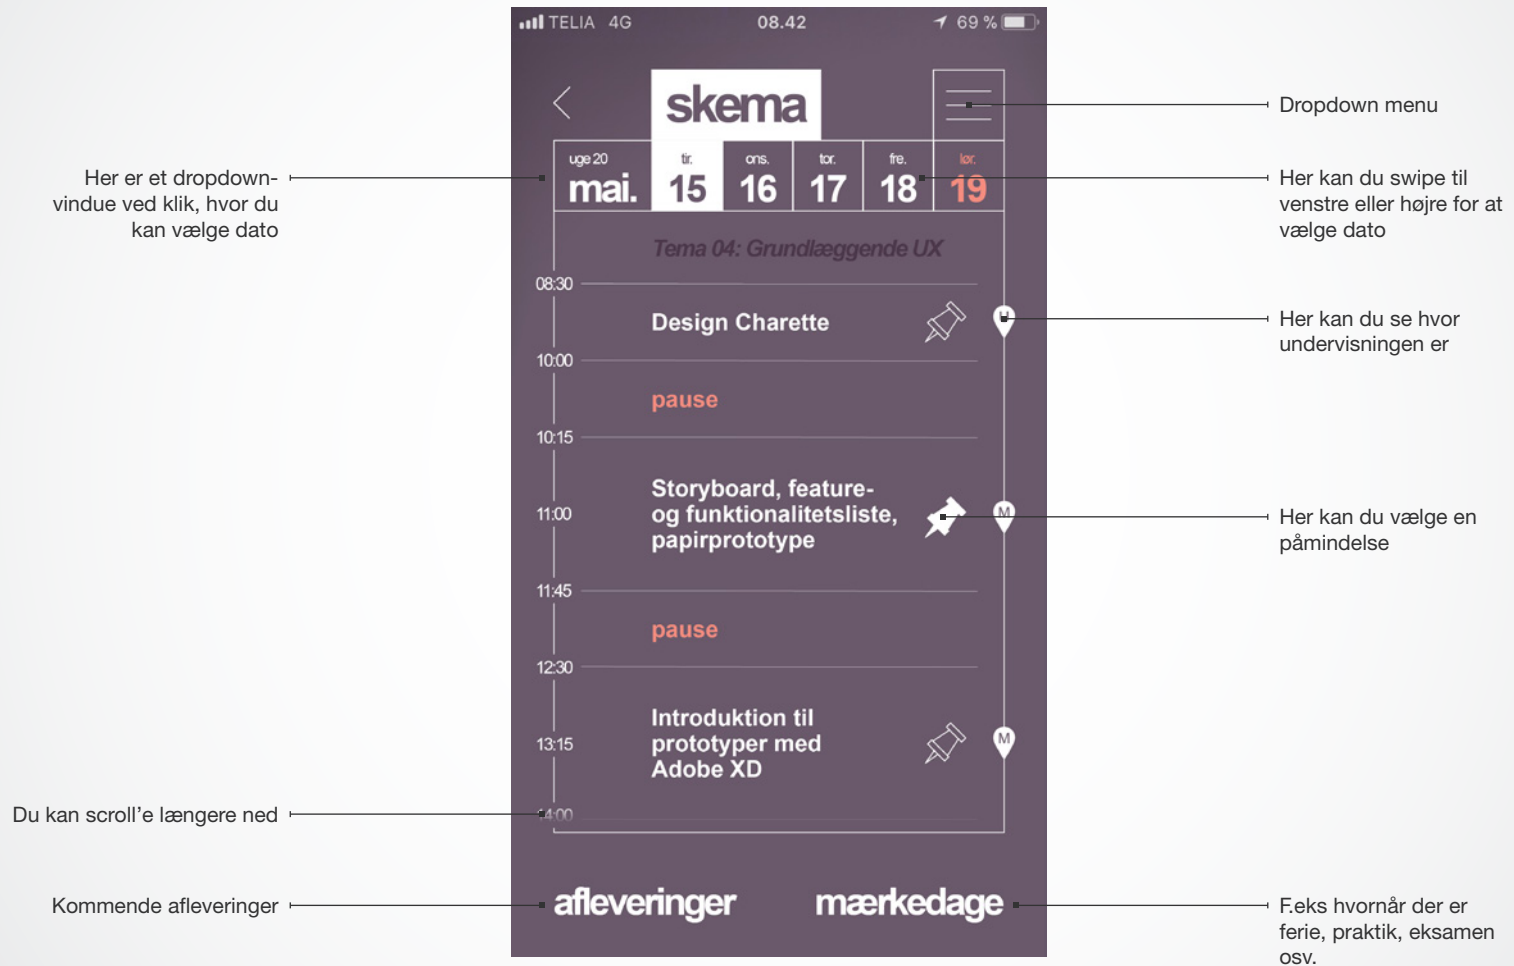 TELIA 4G 08.42 69 %
skema
Dropdown menu
uge 20 tir. ons. tor. fre. lør.
mai. 15 16 17 18 19
Her er et dropdown-
vindue ved klik, hvor du
kan vælge dato
Her kan du swipe til
venstre eller højre for at
vælge dato
Tema 04: Grundlæggende UX
08:30
Design Charette
Her kan du se hvor
undervisningen er
10:00
pause
10:15
Storyboard, feature-
11:00 og funktionalitetsliste, M
papirprototype
Her kan du vælge en
påmindelse
11:45
pause
12:30
Introduktion til
13:15 prototyper med M
Adobe XD
Du kan scroll'e længere ned
14:00
Kommende afleveringer
afleveringer mærkedage
F.eks hvornår der er
ferie, praktik, eksamen
osv.